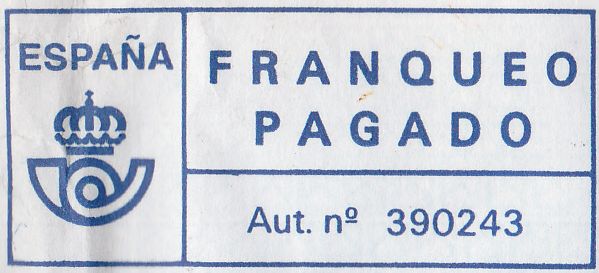 ESPAÑA
FRANQUEO
PAGADO
Aut. nº 390243